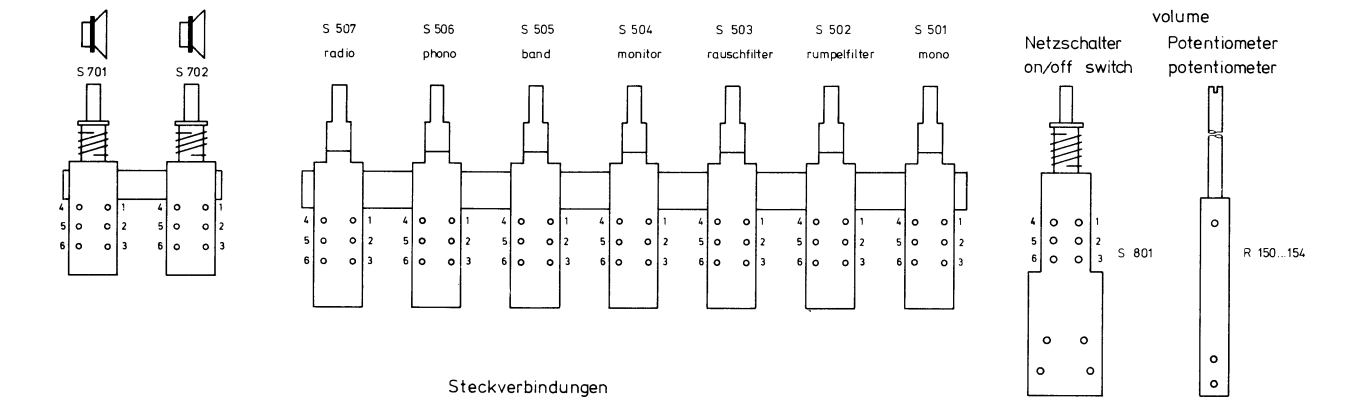 volume
S 507 S 506 S 505 S 504 S 503 S 502 S 501
radio phono band monitor rauschfilter rumpelfilter mono
Netzschalter Potentiometer
on/off switch potentiometer
S 701 S 702
4 1 4 1 4 1 4 1 4 1 4 1 4 1 4 1 4 1 4 1
5 2 5 2 5 2 5 2 5 2 5 2 5 2 5 2 5 2 5 2
6 3 6 3 6 3 6 3 6 3 6 3 6 3 6 3 6 3 6 3
S 801 R 150...154
Steckverbindungen